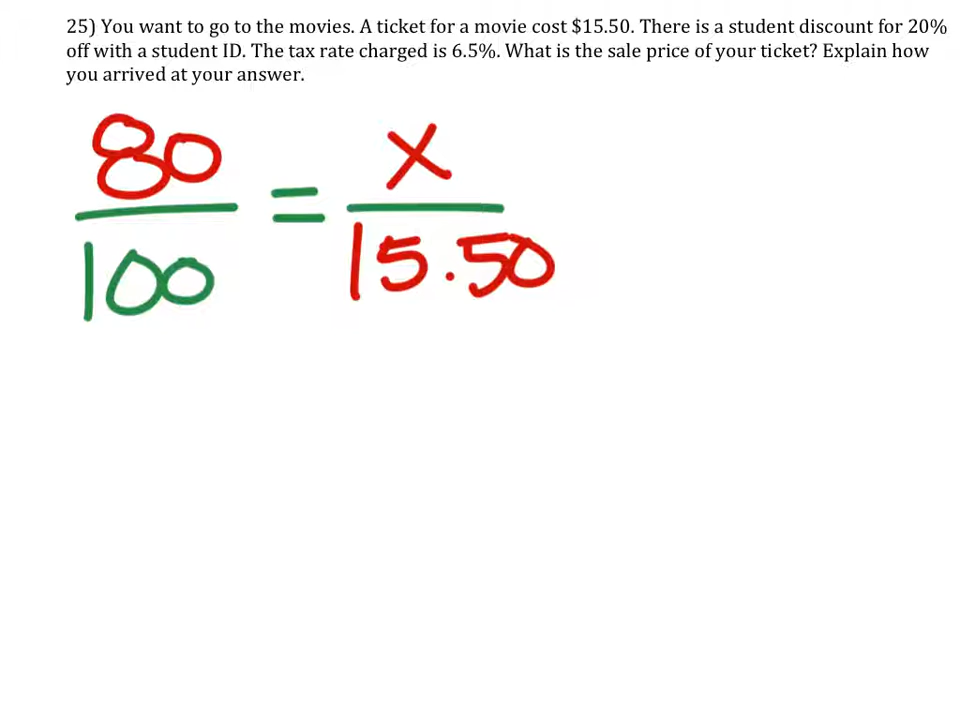 25) You want to go to the movies. A ticket for a movie cost $15.50. There is a student discount for 20%
off with a student ID. The tax rate charged is 6.5%. What is the sale price of your ticket? Explain how
you arrived at your answer.
80 = x
100 15.50